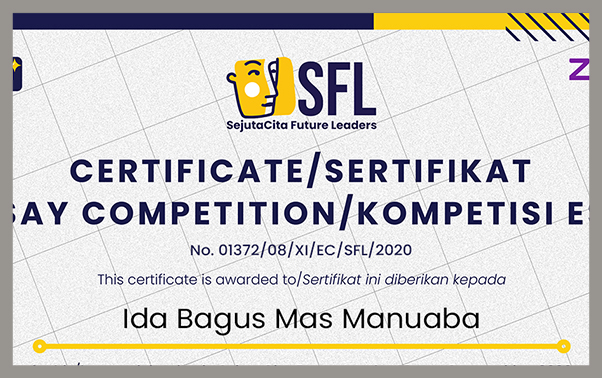 SFL
SejutaCita Future Leaders
CERTIFICATE/SERTIFIKAT
SAY COMPETITION/KOMPETISI ES
No. 01372/08/XI/EC/SFL/2020
This certificate is awarded to/Sertifikat ini diberikan kepada
Ida Bagus Mas Manuaba